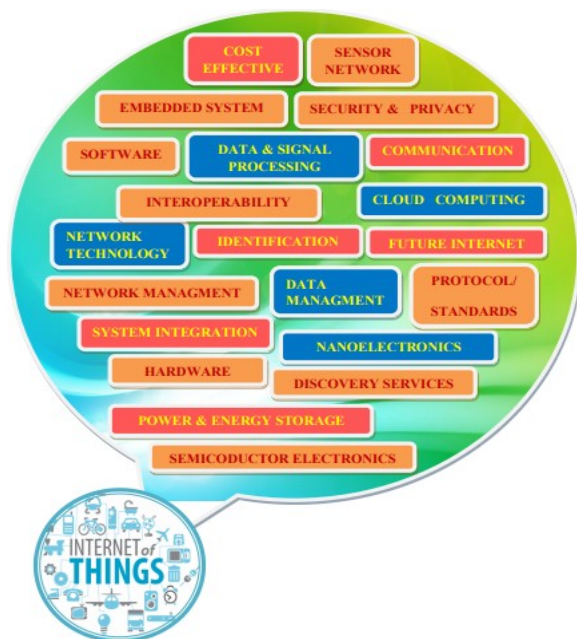 COST
EFFECTIVE
SENSOR
NETWORK
EMBEDDED SYSTEM
SECURITY & PRIVACY
SOFTWARE
DATA & SIGNAL
PROCESSING
COMMUNICATION
INTEROPERABILITY
CLOUD COMPUTING
NETWORK
TECHNOLOGY
IDENTIFICATION
FUTURE INTERNET
NETWORK MANAGMENT
DATA
MANAGMENT
PROTOCOL/
STANDARDS
SYSTEM INTEGRATION
NANOELECTRONICS
HARDWARE
DISCOVERY SERVICES
POWER & ENERGY STORAGE
SEMICODUCTOR ELECTRONICS
INTERNET of
THINGS